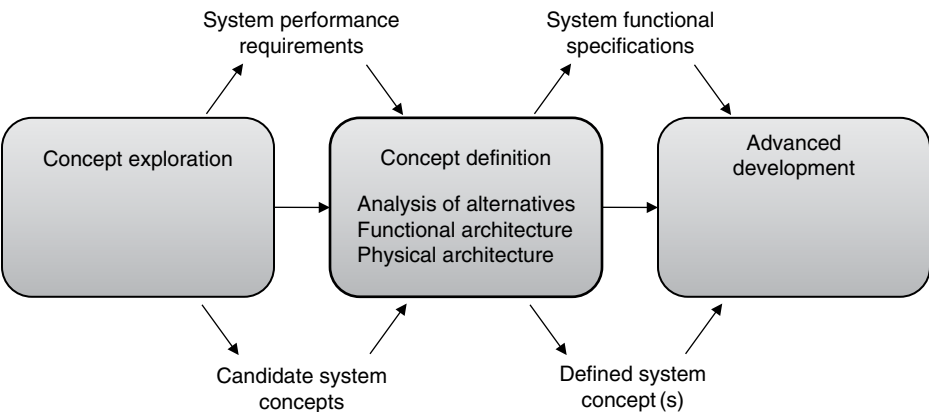 System performance
requirements
System functional
specifications
Concept exploration
Concept definition
Analysis of alternatives
Functional architecture
Physical architecture
Advanced
development
Candidate system
concepts
Defined system
concept (s)